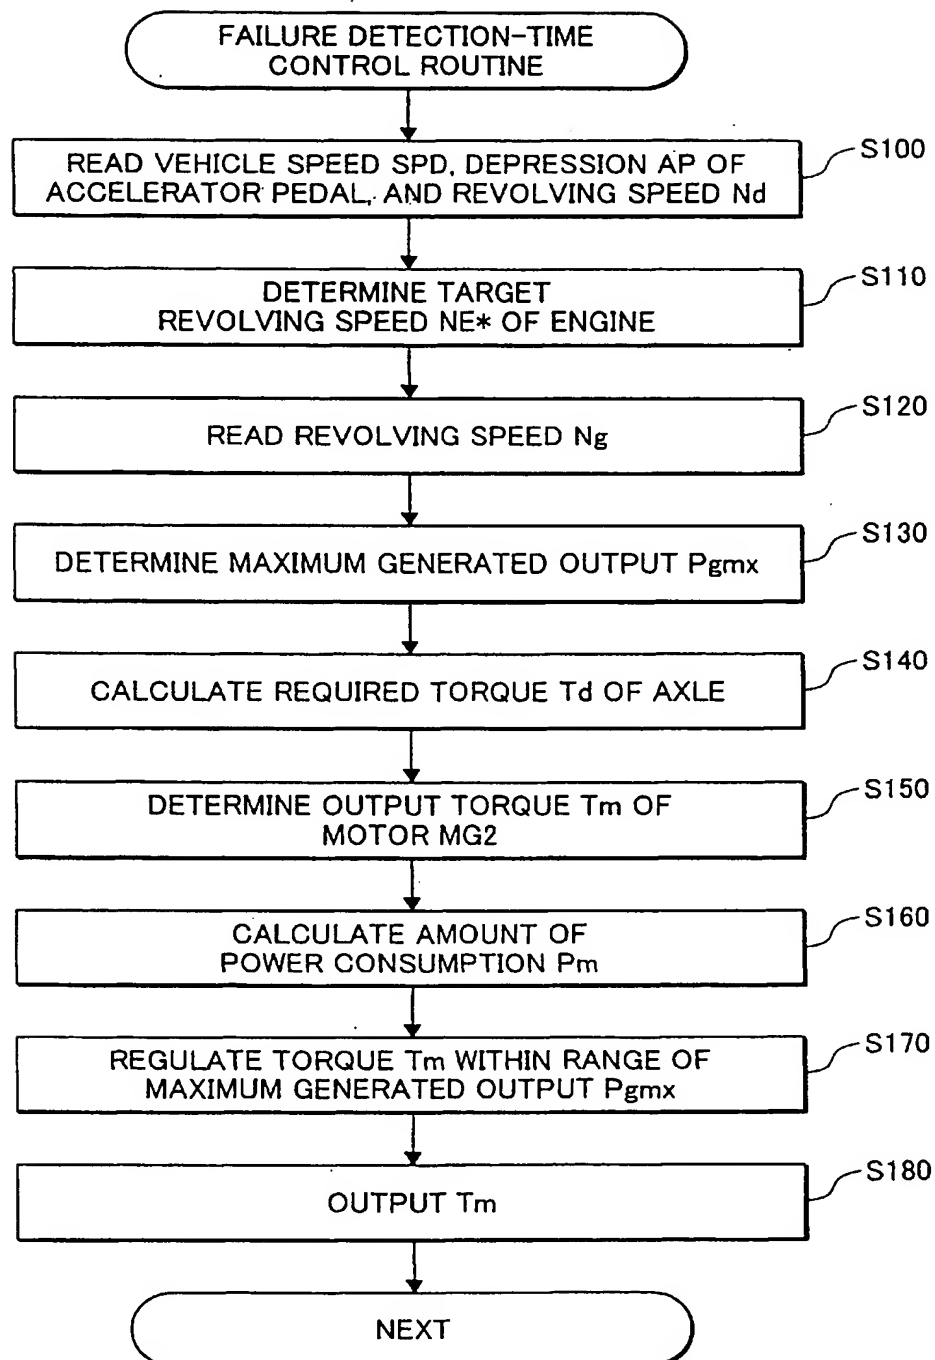 FAILURE DETECTION-TIME
CONTROL ROUTINE
READ VEHICLE SPEED SPD, DEPRESSION AP OF
ACCELERATOR PEDAL, AND REVOLVING SPEED Nd
S100
DETERMINE TARGET
REVOLVING SPEED NE* OF ENGINE
S110
READ REVOLVING SPEED Ng
S120
DETERMINE MAXIMUM GENERATED OUTPUT Pgmx
S130
CALCULATE REQUIRED TORQUE Td OF AXLE
S140
DETERMINE OUTPUT TORQUE Tm OF
MOTOR MG2
S150
CALCULATE AMOUNT OF
POWER CONSUMPTION Pm
S160
REGULATE TORQUE Tm WITHIN RANGE OF
MAXIMUM GENERATED OUTPUT Pgmx
S170
OUTPUT Tm
S180
NEXT